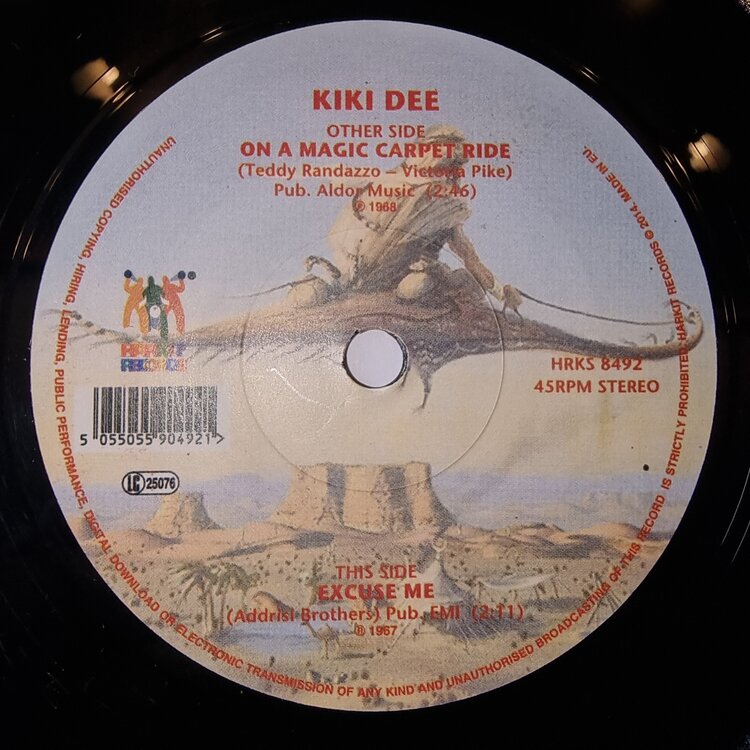 KIKI DEE
OTHER SIDE
ON A MAGIC CARPET RIDE
(Teddy Randazzo – Victoria Pike)
Pub. Aldor Music (2:46)
℗ 1968
®
HARKIT
RECORDS
HRKS 8492
45RPM STEREO
5 055055 904921 >
LC 25076
THIS SIDE
EXCUSE ME
(Addrisi Brothers) Pub. EMI (2:11)
℗ 1967
UNAUTHORISED COPYING, HIRING, LENDING, PUBLIC PERFORMANCE, DIGITAL DOWNLOAD OR ELECTRONIC TRANSMISSION OF ANY KIND AND UNAUTHORISED BROADCASTING OF THIS RECORD IS STRICTLY PROHIBITED. HARKIT RECORDS © 2014. MADE IN EU.